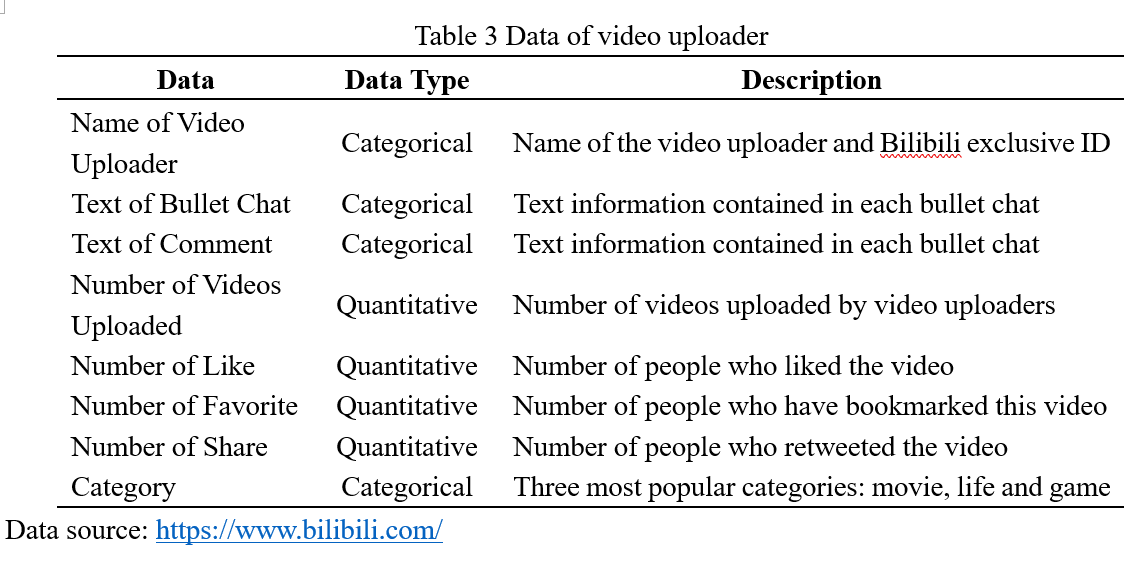 Table 3 Data of video uploader
Data Data Type Description
Name of Video
Uploader Categorical Name of the video uploader and Bilibili exclusive ID
Text of Bullet Chat Categorical Text information contained in each bullet chat
Text of Comment Categorical Text information contained in each bullet chat
Number of Videos
Uploaded Quantitative Number of videos uploaded by video uploaders
Number of Like Quantitative Number of people who liked the video
Number of Favorite Quantitative Number of people who have bookmarked this video
Number of Share Quantitative Number of people who retweeted the video
Category Categorical Three most popular categories: movie, life and game
Data source: https://www.bilibili.com/